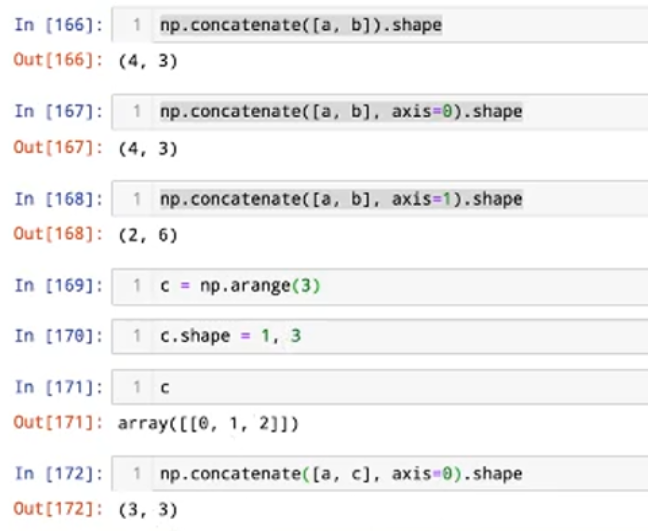 In [166]: 1 np.concatenate([a, b]).shape
Out[166]: (4, 3)
In [167]: 1 np.concatenate([a, b], axis=0).shape
Out[167]: (4, 3)
In [168]: 1 np.concatenate([a, b], axis=1).shape
Out[168]: (2, 6)
In [169]: 1 c = np.arange(3)
In [170]: 1 c.shape = 1, 3
In [171]: 1 c
Out[171]: array([[0, 1, 2]])
In [172]: 1 np.concatenate([a, c], axis=0).shape
Out[172]: (3, 3)